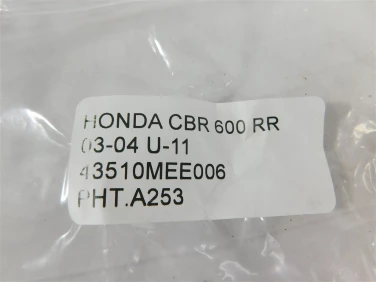 HONDA CBR 600 RR
03-04 U-11
43510MEE006
PHT.A253